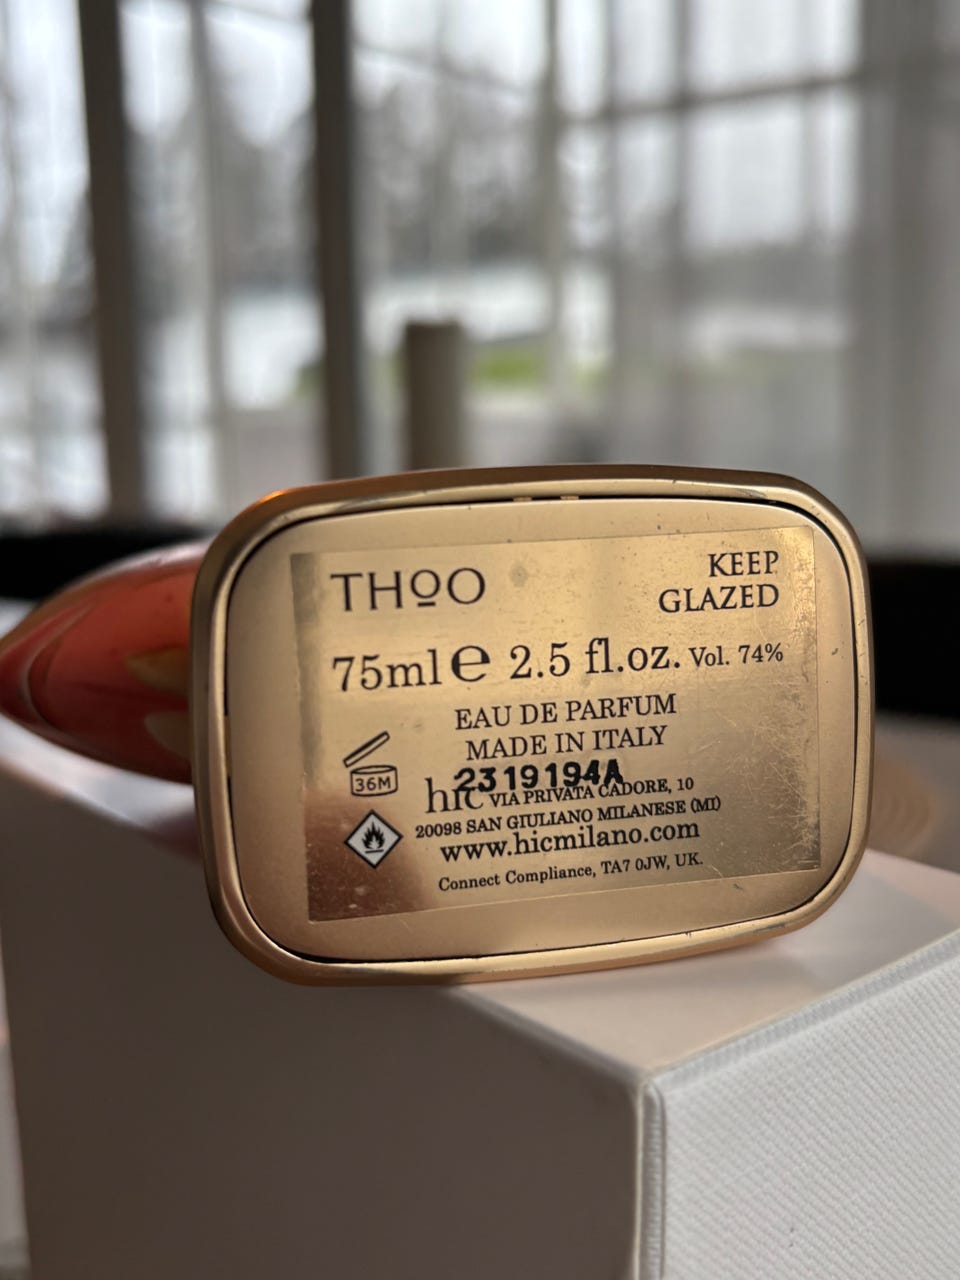 THOO
KEEP
GLAZED
75ml e 2.5 fl.oz. Vol. 74%
EAU DE PARFUM
MADE IN ITALY
36M
2319194A
hic VIA PRIVATA CADORE, 10
20098 SAN GIULIANO MILANESE (MI)
www.hicmilano.com
Connect Compliance, TA7 0JW, UK.